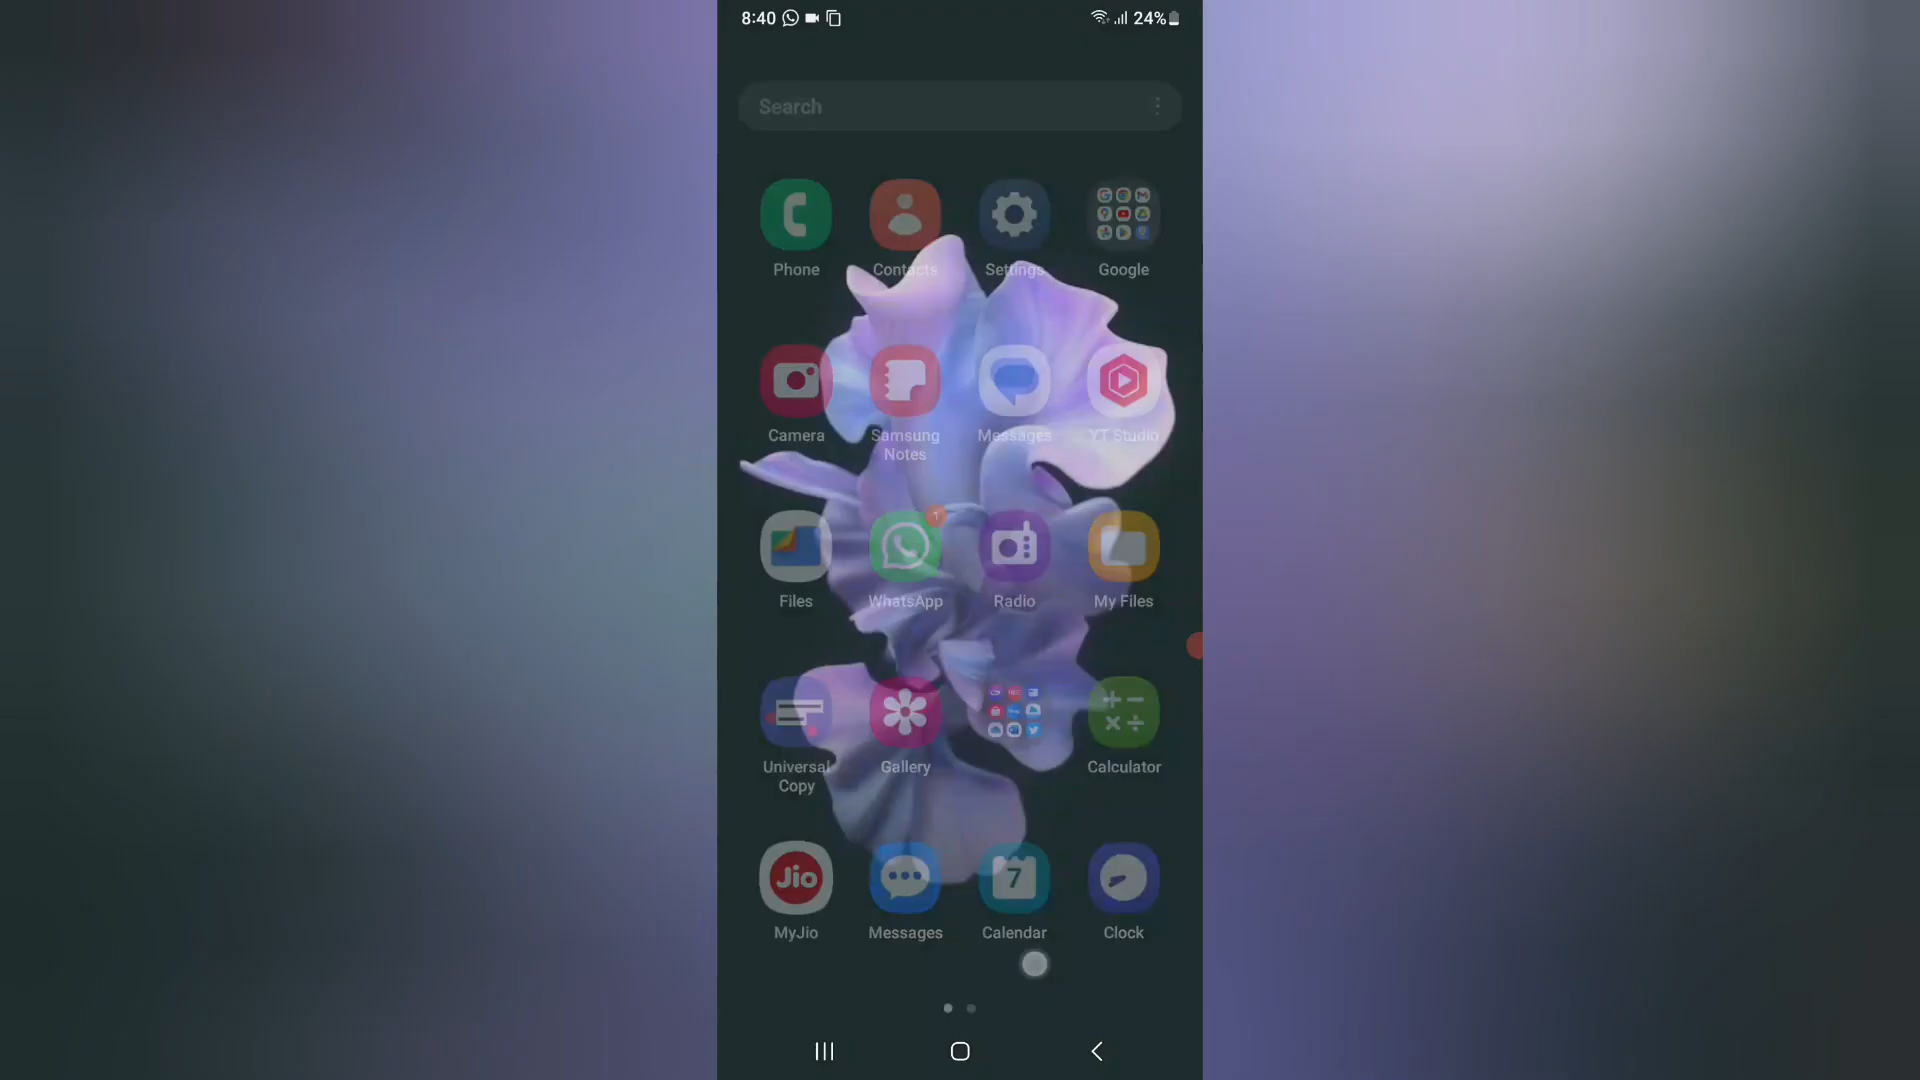 8:40 24%
Search
Phone Contacts Settings Google
Camera Samsung Notes Messages YT Studio
1
Files WhatsApp Radio My Files
Universal Copy Gallery Calculator
Jio 7
MyJio Messages Calendar Clock